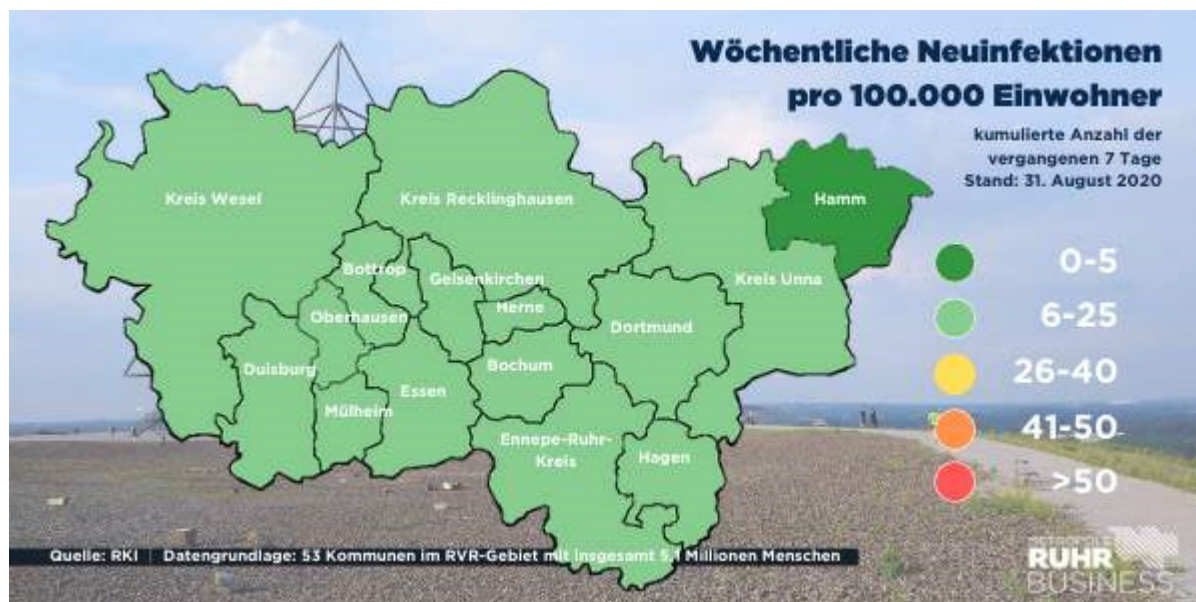 Wöchentliche Neuinfektionen
pro 100.000 Einwohner
kumulierte Anzahl der
vergangenen 7 Tage
Stand: 31. August 2020
Kreis Wesel
Kreis Recklinghausen
Hamm
Bottrop
Gelsenkirchen
Kreis Unna
Oberhausen
Herne
Dortmund
Duisburg
Essen
Bochum
Mülheim
Ennepe-Ruhr-
Kreis
Hagen
0-5
6-25
26-40
41-50
>50
Quelle: RKI | Datengrundlage: 53 Kommunen im RVR-Gebiet mit insgesamt 5,1 Millionen Menschen
METROPOLE
RUHR
BUSINESS